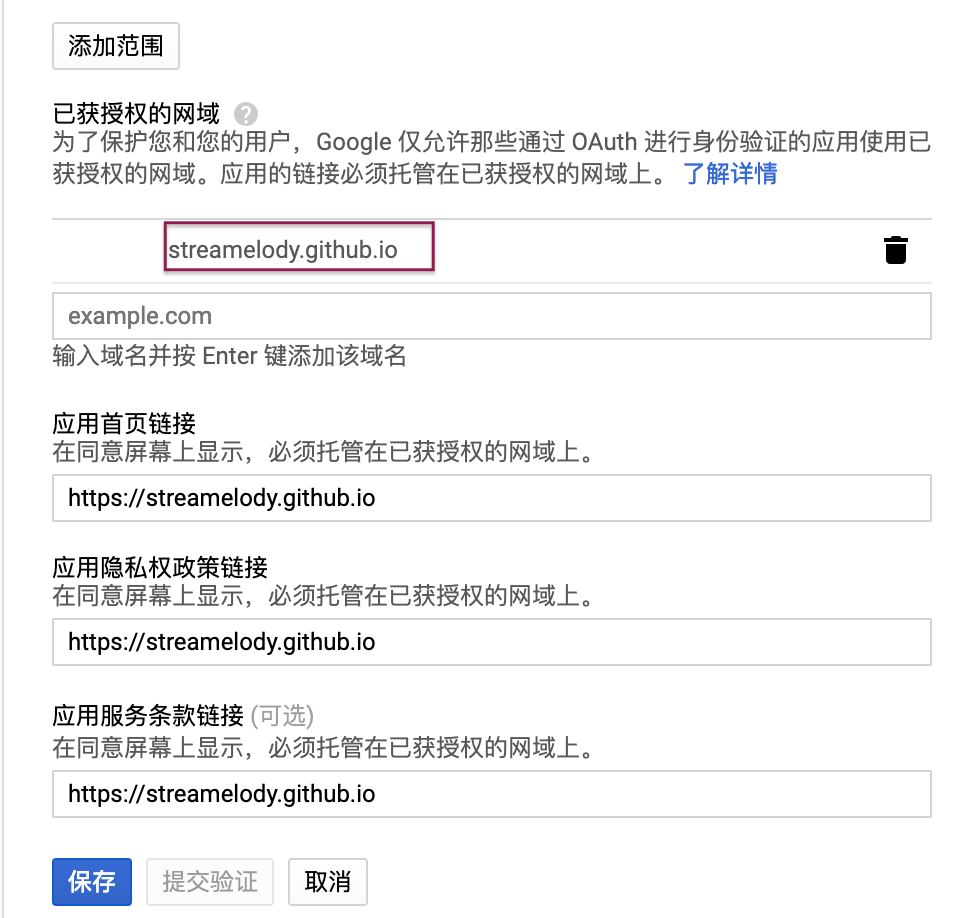 添加范围
已获授权的网域 ?
为了保护您和您的用户，Google 仅允许那些通过 OAuth 进行身份验证的应用使用已
获授权的网域。应用的链接必须托管在已获授权的网域上。 了解详情
streamelody.github.io
example.com
输入域名并按 Enter 键添加该域名
应用首页链接
在同意屏幕上显示，必须托管在已获授权的网域上。
https://streamelody.github.io
应用隐私权政策链接
在同意屏幕上显示，必须托管在已获授权的网域上。
https://streamelody.github.io
应用服务条款链接 (可选)
在同意屏幕上显示，必须托管在已获授权的网域上。
https://streamelody.github.io
保存 提交验证 取消